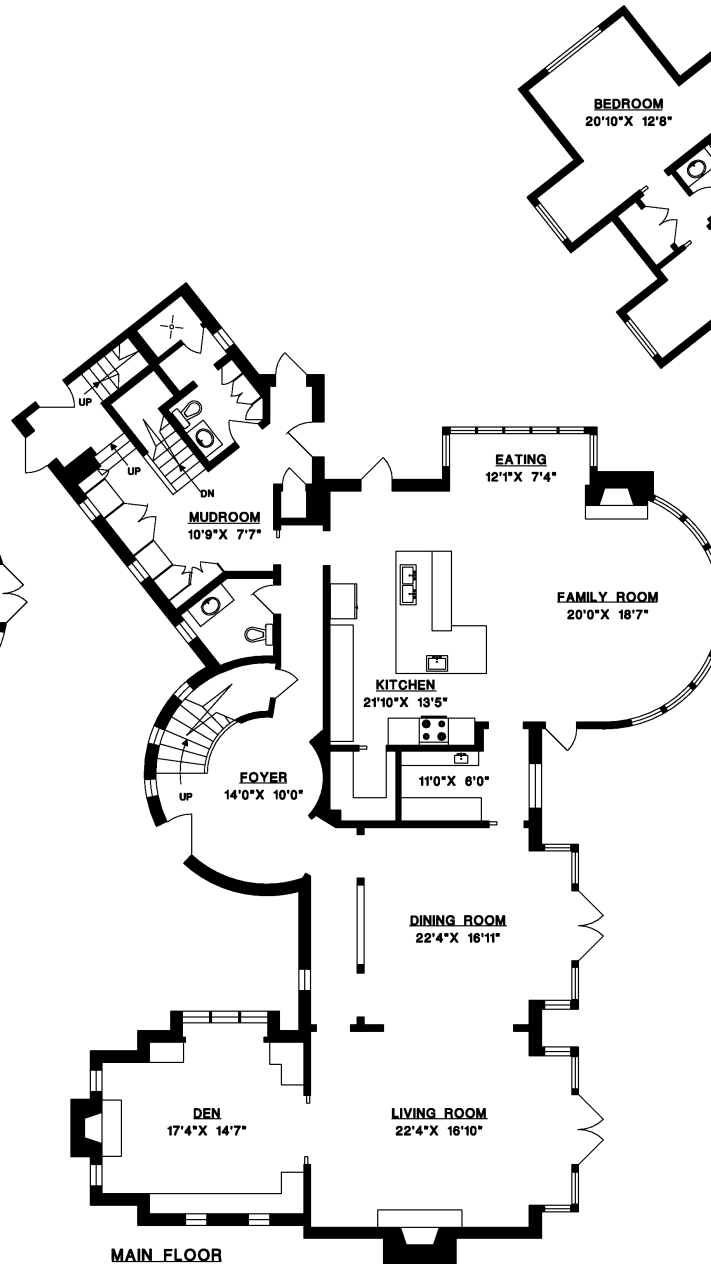 BEDROOM
20'10"X 12'8"
UP
UP
DN
EATING
12'1"X 7'4"
MUDROOM
10'9"X 7'7"
FAMILY ROOM
20'0"X 18'7"
KITCHEN
21'10"X 13'5"
FOYER
14'0"X 10'0"
11'0"X 6'0"
UP
DINING ROOM
22'4"X 16'11"
DEN
17'4"X 14'7"
LIVING ROOM
22'4"X 16'10"
MAIN FLOOR